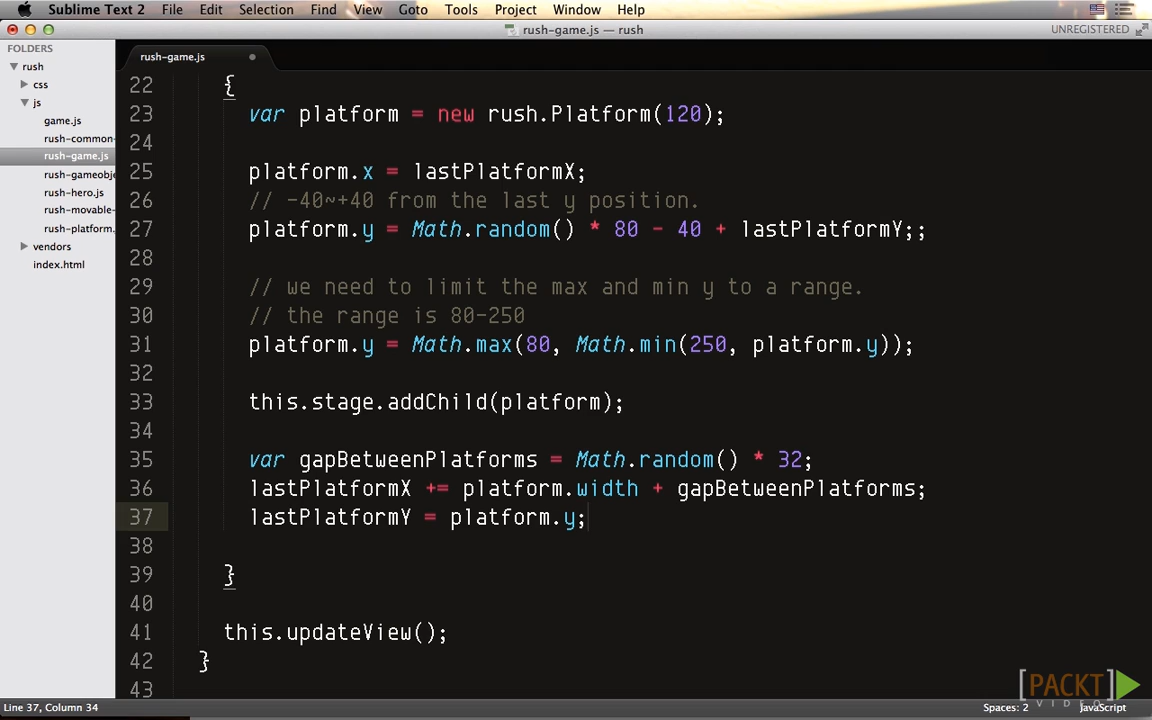 Sublime Text 2 File Edit Selection Find View Goto Tools Project Window Help
rush-game.js — rush
UNREGISTERED
FOLDERS
rush
css
js
game.js
rush-common-
rush-game.js
rush-gameobje
rush-hero.js
rush-movable-
rush-platform.
vendors
index.html
rush-game.js
22 {
23 var platform = new rush.Platform(120);
24
25 platform.x = lastPlatformX;
26 // -40~+40 from the last y position.
27 platform.y = Math.random() * 80 - 40 + lastPlatformY;;
28
29 // we need to limit the max and min y to a range.
30 // the range is 80-250
31 platform.y = Math.max(80, Math.min(250, platform.y));
32
33 this.stage.addChild(platform);
34
35 var gapBetweenPlatforms = Math.random() * 32;
36 lastPlatformX += platform.width + gapBetweenPlatforms;
37 lastPlatformY = platform.y;
38
39 }
40
41 this.updateView();
42 }
43
[PACKT]
VIDEO
Line 37, Column 34
Spaces: 2
JavaScript